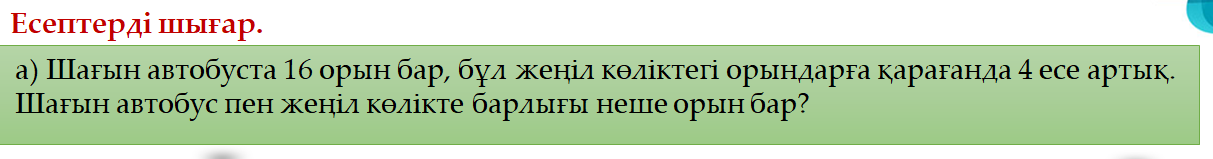 Есептерді шығар.
а) Шағын автобуста 16 орын бар, бұл жеңіл көліктегі орындарға қарағанда 4 есе артық.
Шағын автобус пен жеңіл көлікте барлығы неше орын бар?